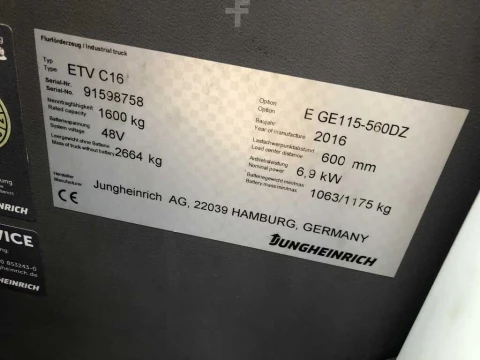 Flurförderzeug / Industrial truck
Typ
Type ETV C16
Serial-Nr.
Serial-No. 91598758
Nenntragfähigkeit
Rated capacity 1600 kg
Batteriespannung
System voltage 48V
Leergewicht ohne Batterie
Mass of truck without battery 2664 kg
Option
Option E GE115-560DZ
Baujahr
Year of manufacture 2016
Lastschwerpunktabstand
Load center distance 600 mm
Antriebsleistung
Nominal power 6,9 kW
Batteriegewicht min/max
Battery mass min/max 1063/1175 kg
Hersteller
Manufacturer Jungheinrich AG, 22039 HAMBURG, GERMANY
CE
JUNGHEINRICH
853243-0
HEINRICH